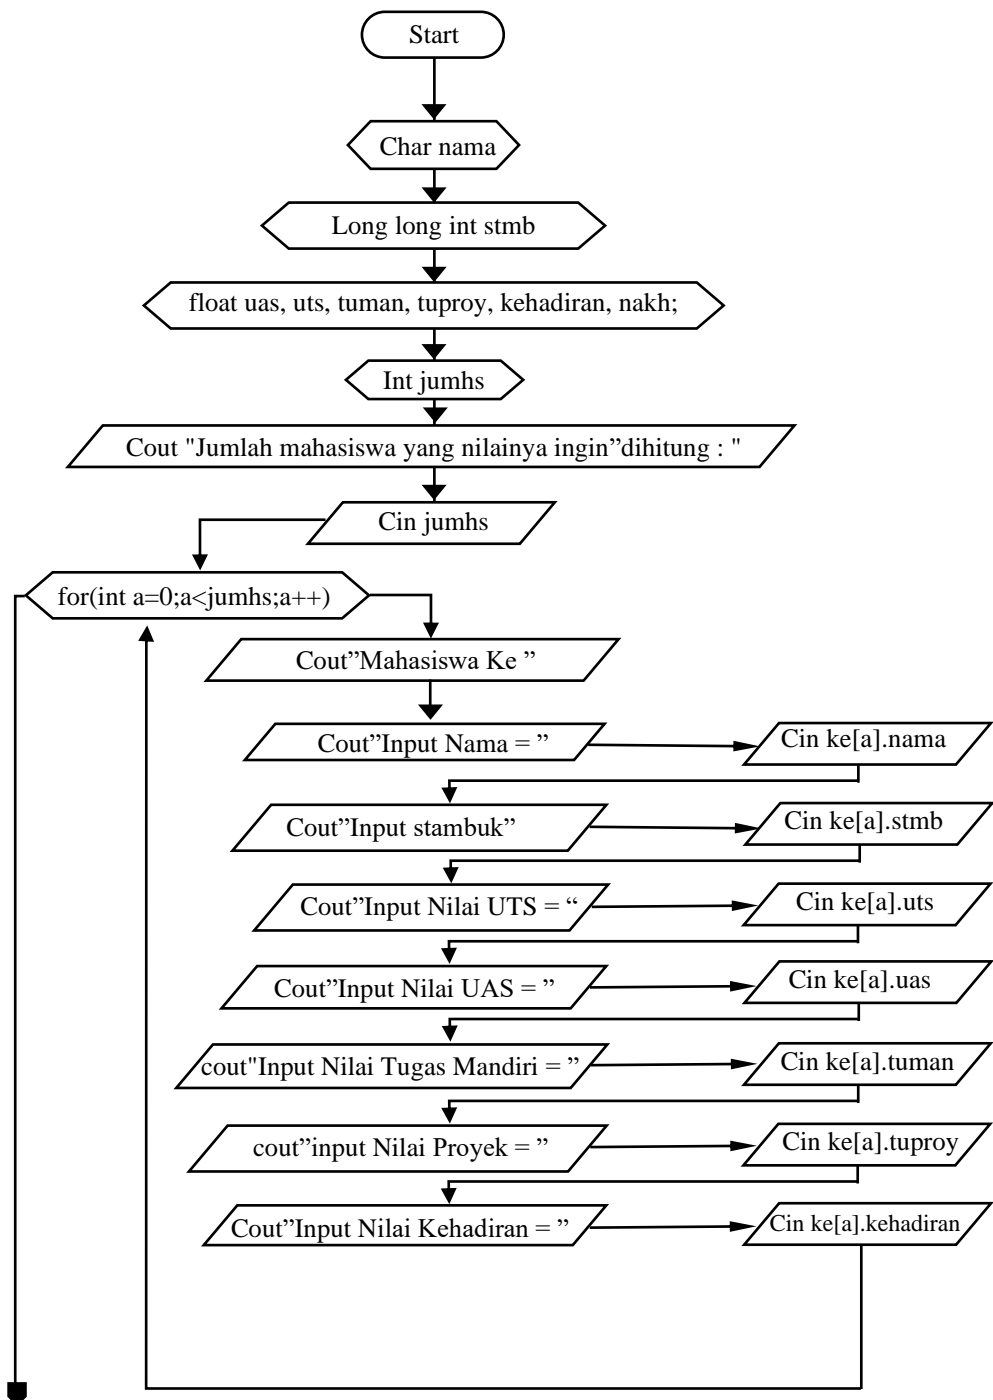 Start
Char nama
Long long int stmb
float uas, uts, tuman, tuproy, kehadiran, nakh;
Int jumhs
Cout "Jumlah mahasiswa yang nilainya ingin”dihitung : "
Cin jumhs
for(int a=0;a<jumhs;a++)
Cout”Mahasiswa Ke ”
Cout”Input Nama = ”
Cin ke[a].nama
Cout”Input stambuk”
Cin ke[a].stmb
Cout”Input Nilai UTS = “
Cin ke[a].uts
Cout”Input Nilai UAS = ”
Cin ke[a].uas
cout"Input Nilai Tugas Mandiri = ”
Cin ke[a].tuman
cout”input Nilai Proyek = ”
Cin ke[a].tuproy
Cout”Input Nilai Kehadiran = ”
Cin ke[a].kehadiran